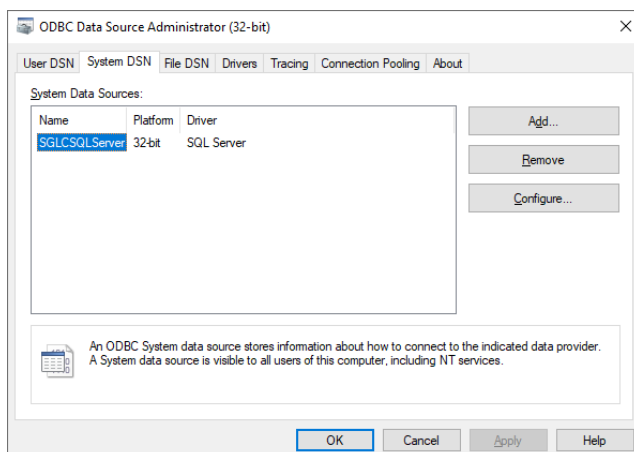 ODBC Data Source Administrator (32-bit)
User DSN System DSN File DSN Drivers Tracing Connection Pooling About
System Data Sources:
Name Platform Driver
SGLCSQLServer 32-bit SQL Server
Add...
Remove
Configure...
An ODBC System data source stores information about how to connect to the indicated data provider.
A System data source is visible to all users of this computer, including NT services.
OK Cancel Apply Help